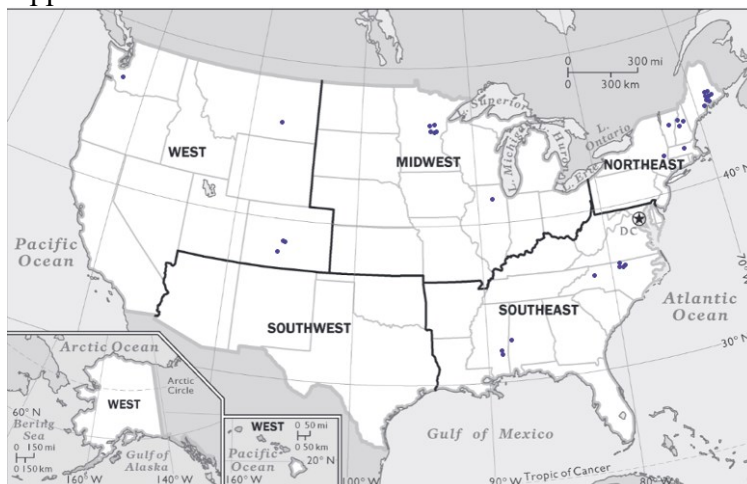 0 300 mi
0 300 km
L. Superior
L. Michigan
L. Huron
L. Ontario
L. Erie
WEST
MIDWEST
NORTHEAST
40° N
DC
Pacific
Ocean
70° W
SOUTHEAST
Atlantic
Ocean
SOUTHWEST
30° N
Arctic Ocean
Arctic
Circle
WEST
60° N
Bering
Sea
0 150 mi
0 150 km
Gulf of
Alaska
160° W
140° W
WEST
0 50 mi
0 50 km
Pacific
Ocean
20° N
160° W
100° W
Gulf of Mexico
90° W
Tropic of Cancer
80° W